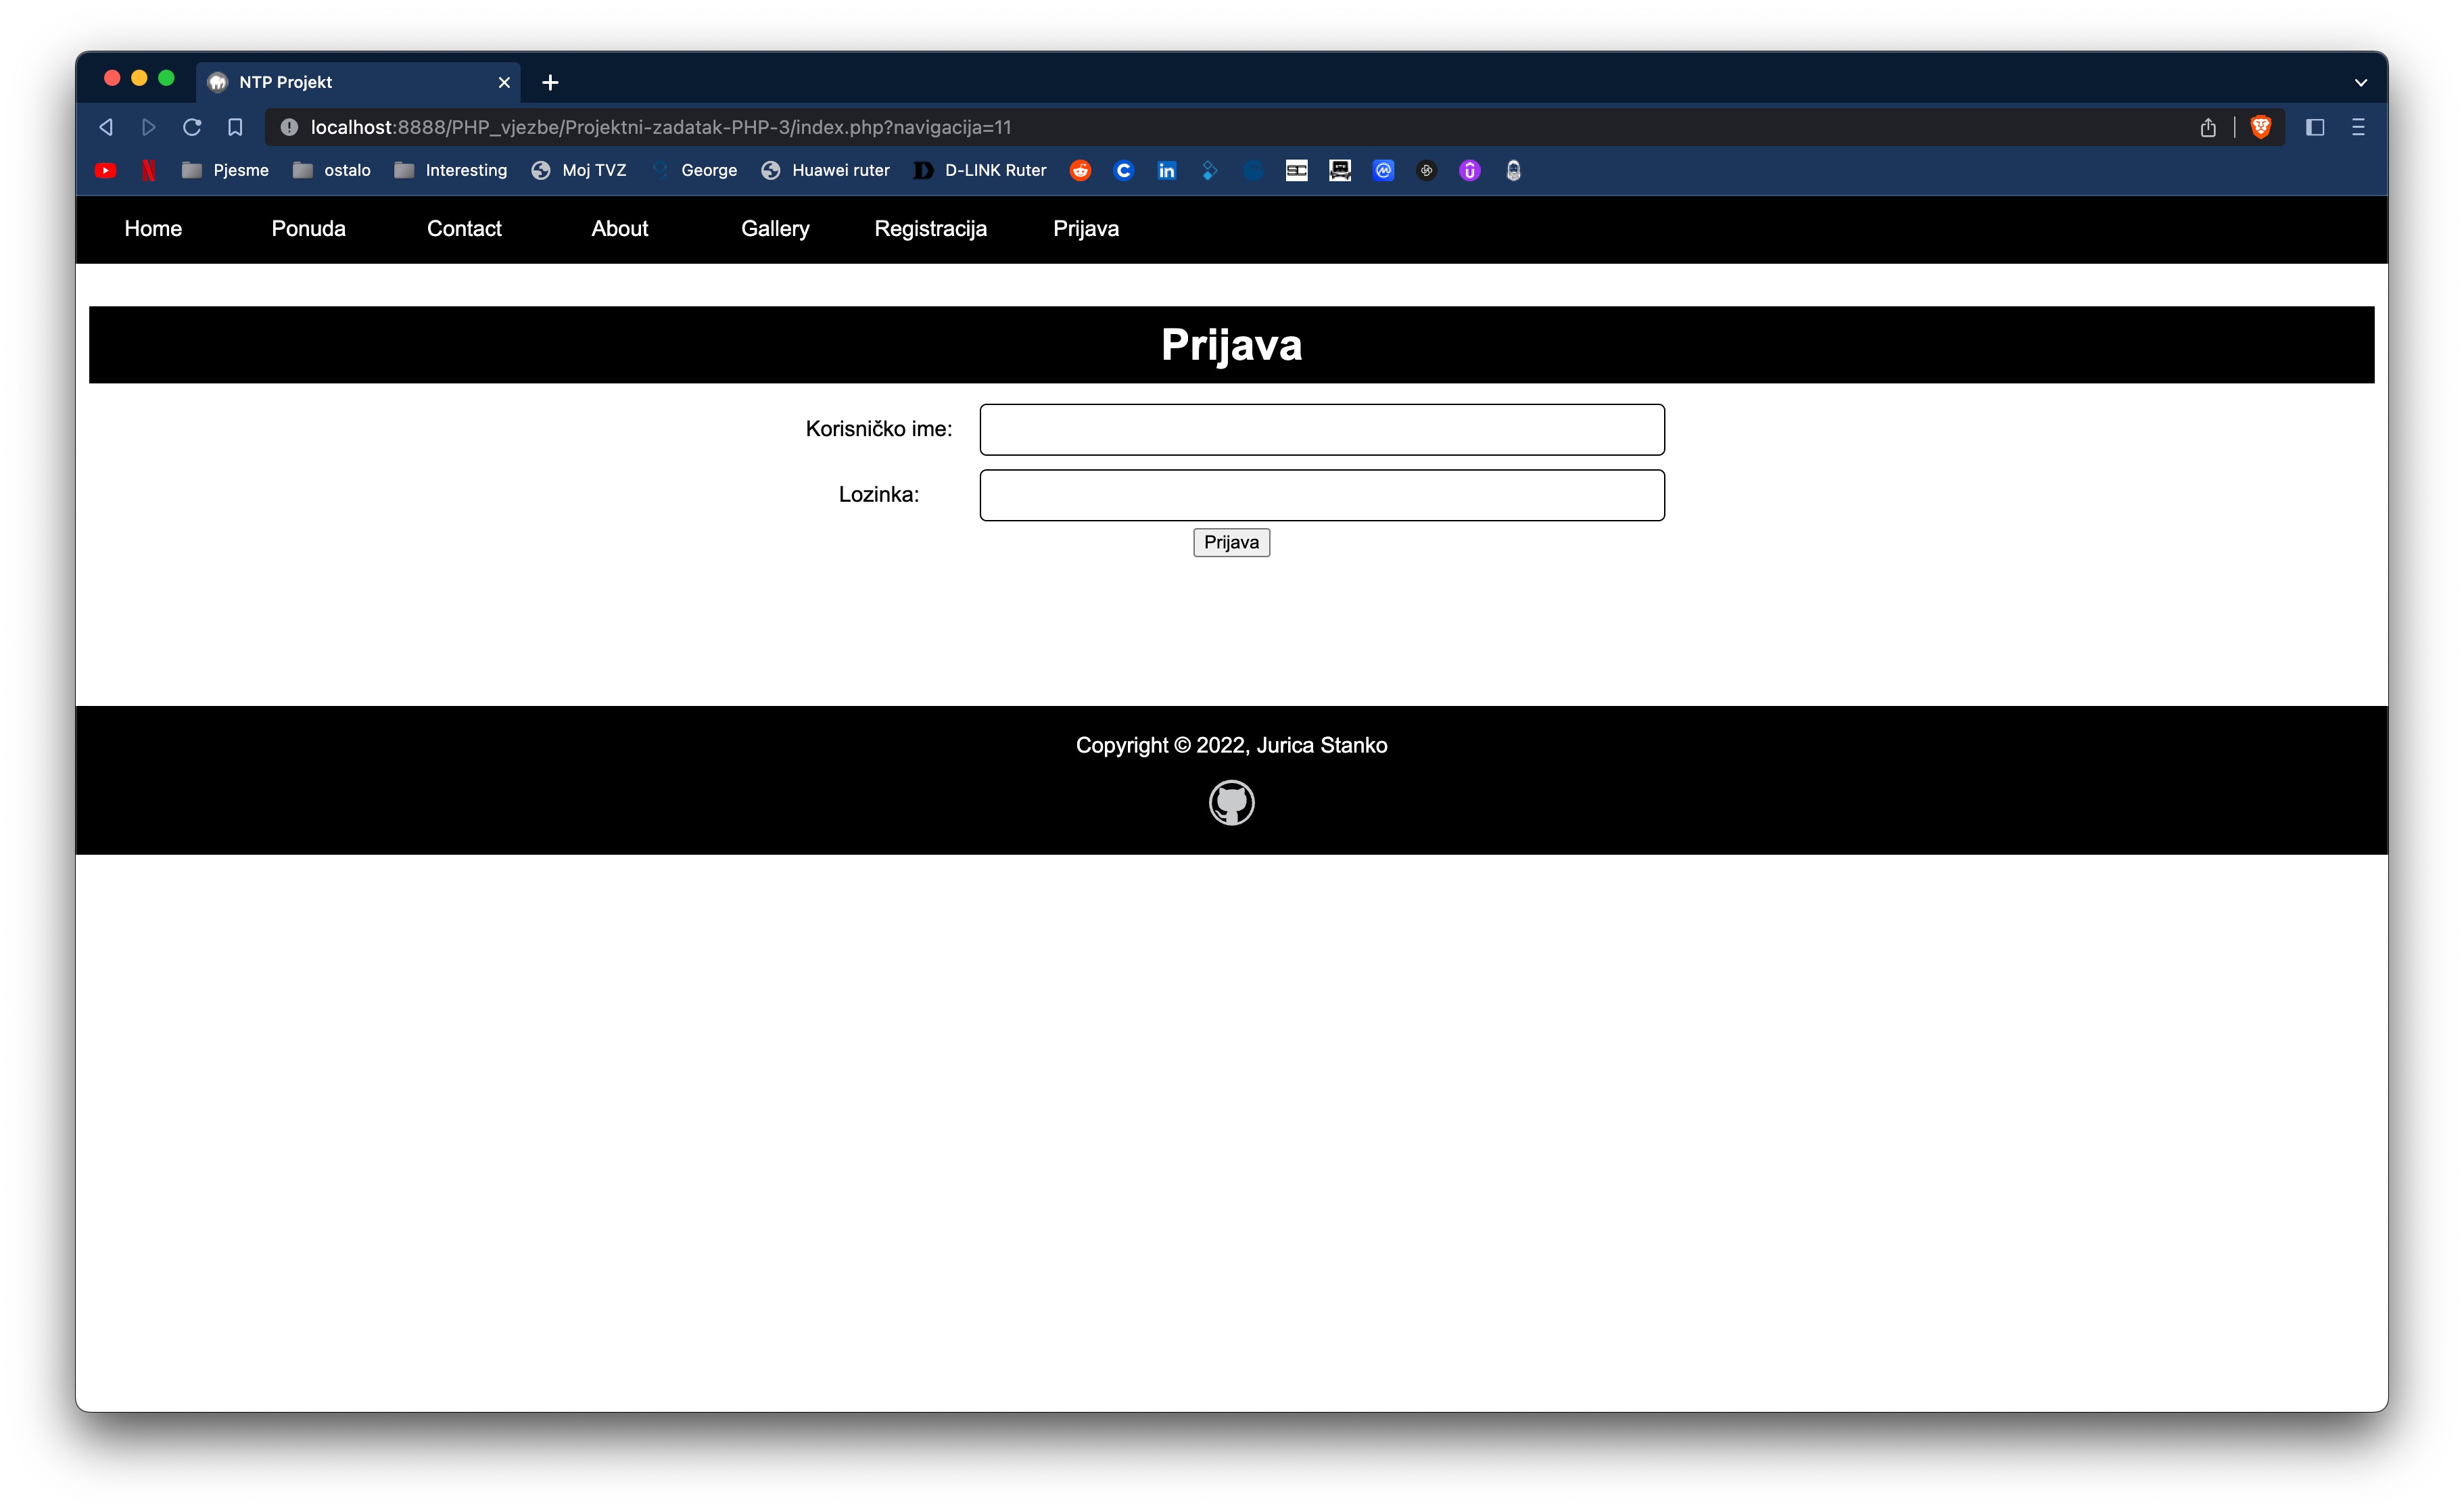 NTP Projekt
localhost:8888/PHP_vjezbe/Projektni-zadatak-PHP-3/index.php?navigacija=11
Pjesme ostalo Interesting Moj TVZ George Huawei ruter D-LINK Ruter
Home Ponuda Contact About Gallery Registracija Prijava
Prijava
Korisničko ime:
Lozinka:
Prijava
Copyright © 2022, Jurica Stanko